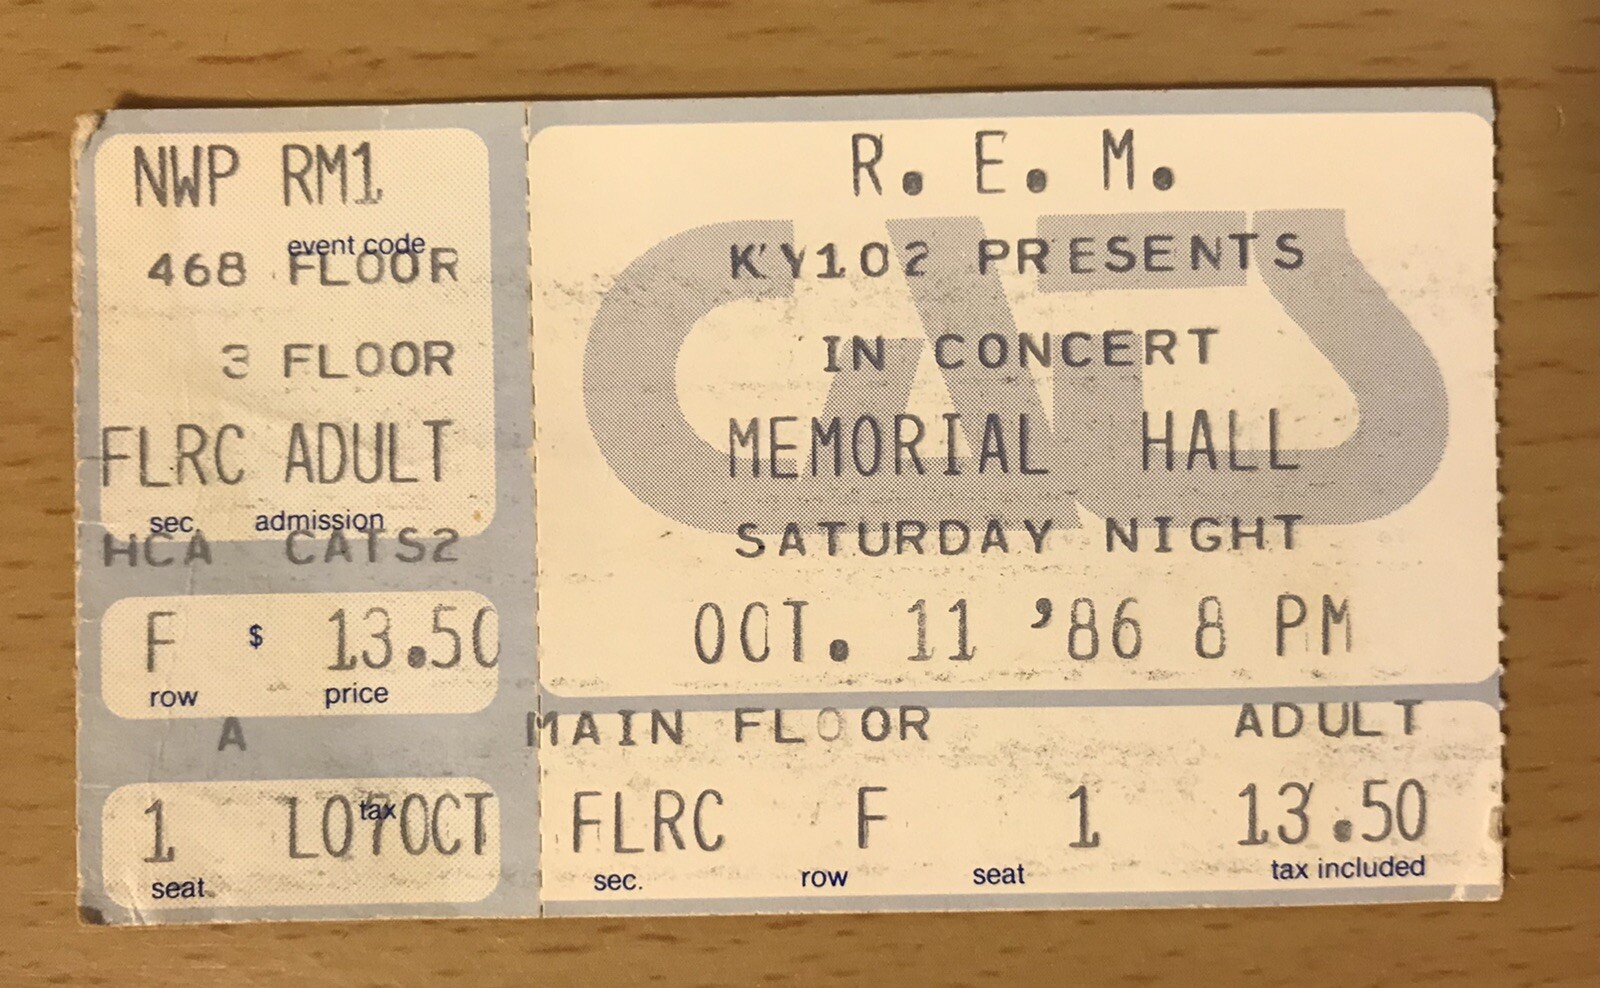 NWP RM1
event code
468 FLOOR
3 FLOOR
FLRC ADULT
sec. admission
HCA CATS2
F $ 13.50
row price
A
1 L07OCT
tax
seat
R. E. M.
KY102 PRESENTS
IN CONCERT
CATS
MEMORIAL HALL
SATURDAY NIGHT
OCT. 11 '86 8 PM
MAIN FLOOR ADULT
FLRC F 1 13.50
sec. row seat tax included